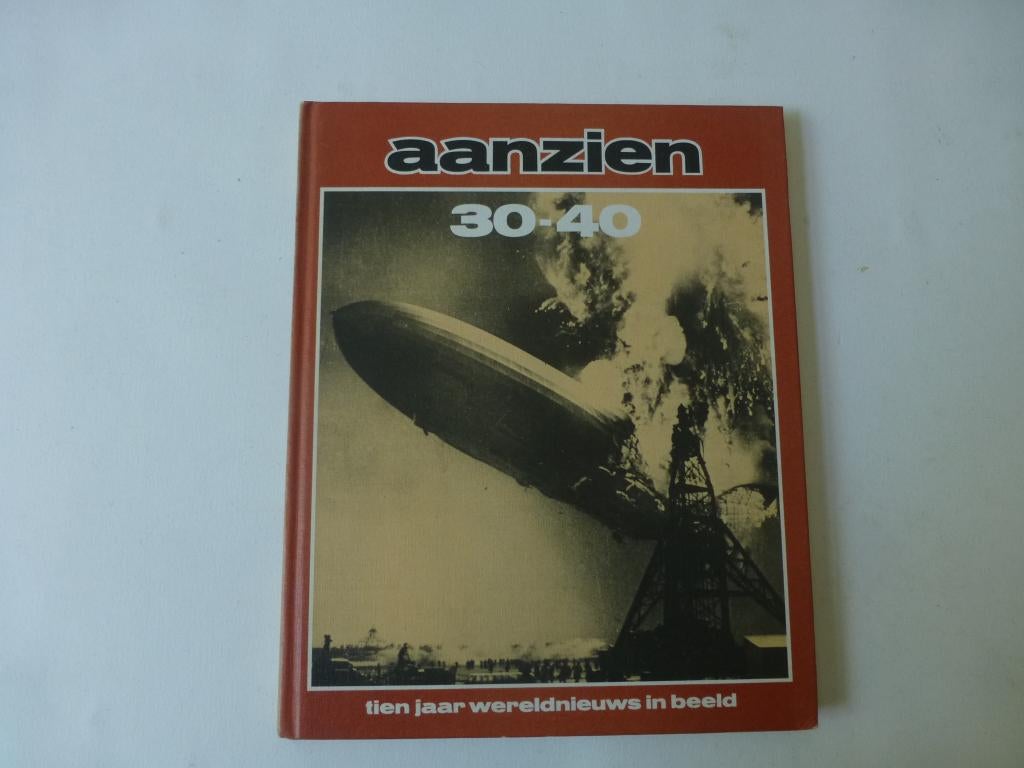 aanzien
30-40
tien jaar wereldnieuws in beeld